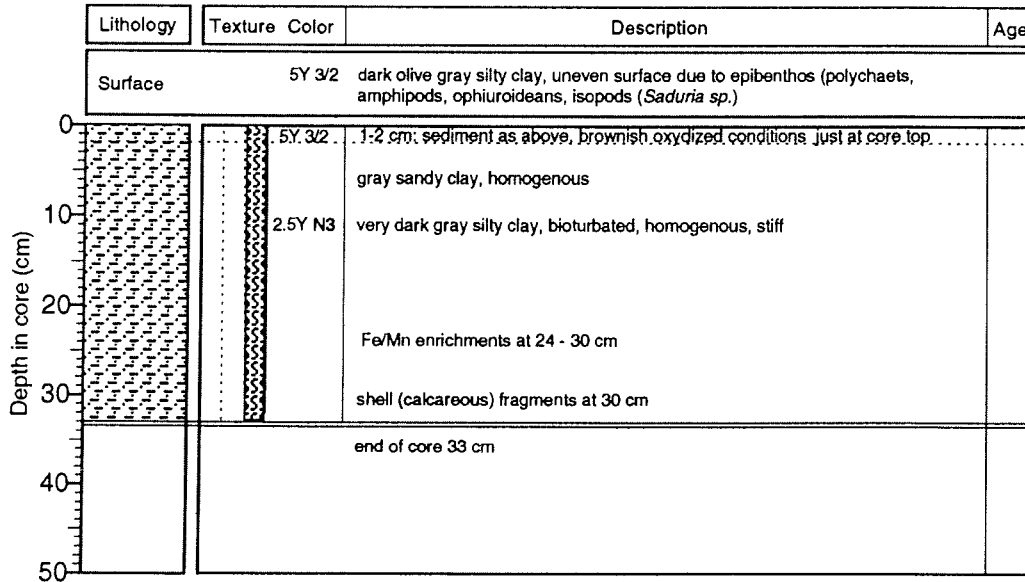 Lithology Texture Color Description Age
Surface 5Y 3/2 dark olive gray silty clay, uneven surface due to epibenthos (polychaets,
amphipods, ophiuroideans, isopods (Saduria sp.)
0 5Y 3/2 1-2 cm: sediment as above, brownish oxydized conditions just at core top
gray sandy clay, homogenous
10 2.5Y N3 very dark gray silty clay, bioturbated, homogenous, stiff
20
Fe/Mn enrichments at 24 - 30 cm
30 shell (calcareous) fragments at 30 cm
end of core 33 cm
40
50
Depth in core (cm)